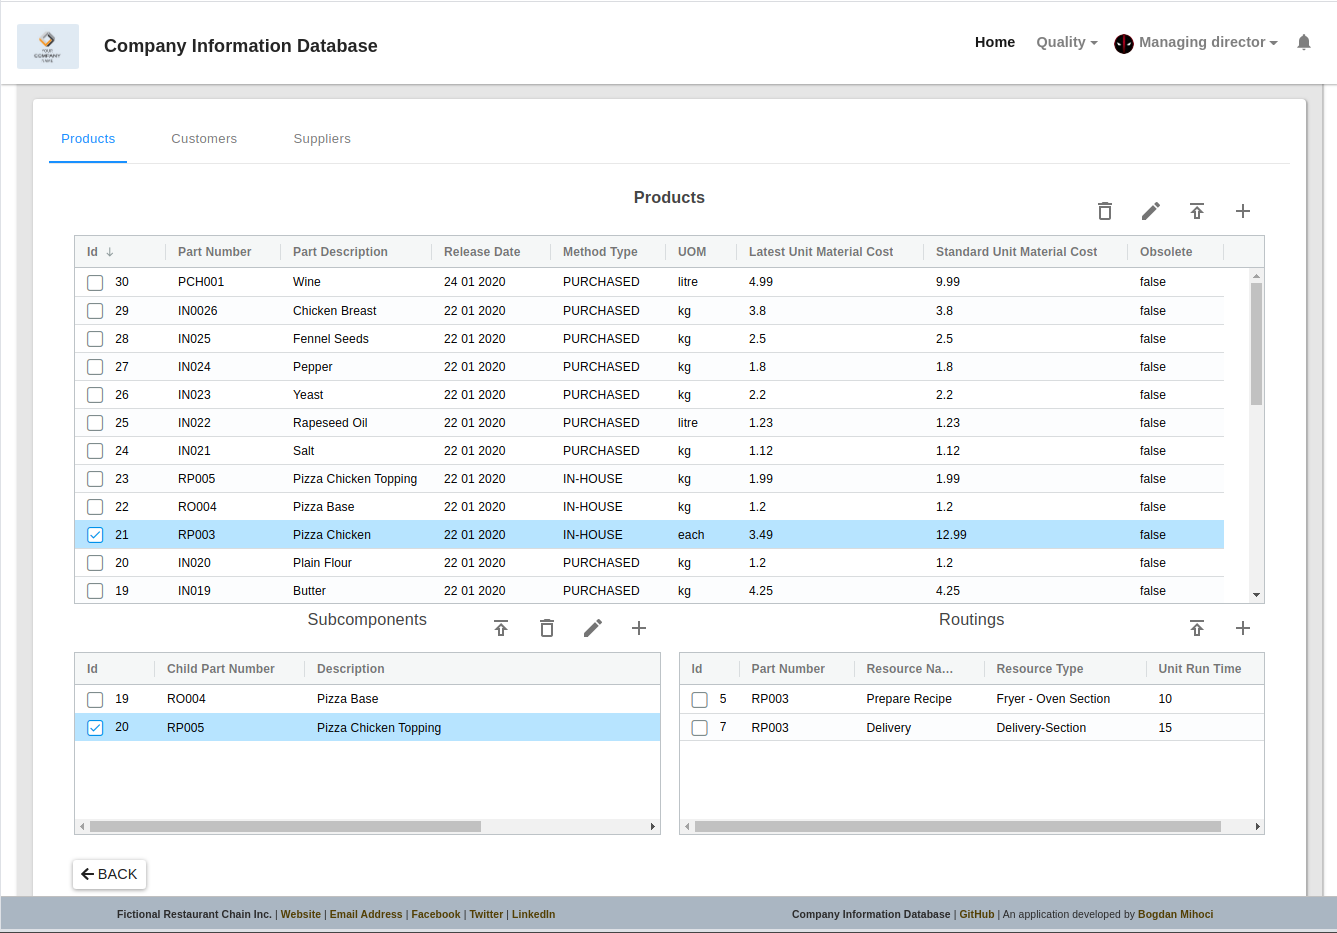 YOUR
COMPANY
NAME
Company Information Database
Home Quality Managing director
Products Customers Suppliers
Products
Id Part Number Part Description Release Date Method Type UOM Latest Unit Material Cost Standard Unit Material Cost Obsolete
30 PCH001 Wine 24 01 2020 PURCHASED litre 4.99 9.99 false
29 IN0026 Chicken Breast 22 01 2020 PURCHASED kg 3.8 3.8 false
28 IN025 Fennel Seeds 22 01 2020 PURCHASED kg 2.5 2.5 false
27 IN024 Pepper 22 01 2020 PURCHASED kg 1.8 1.8 false
26 IN023 Yeast 22 01 2020 PURCHASED kg 2.2 2.2 false
25 IN022 Rapeseed Oil 22 01 2020 PURCHASED litre 1.23 1.23 false
24 IN021 Salt 22 01 2020 PURCHASED kg 1.12 1.12 false
23 RP005 Pizza Chicken Topping 22 01 2020 IN-HOUSE kg 1.99 1.99 false
22 RO004 Pizza Base 22 01 2020 IN-HOUSE kg 1.2 1.2 false
21 RP003 Pizza Chicken 22 01 2020 IN-HOUSE each 3.49 12.99 false
20 IN020 Plain Flour 22 01 2020 PURCHASED kg 1.2 1.2 false
19 IN019 Butter 22 01 2020 PURCHASED kg 4.25 4.25 false
Subcomponents
Id Child Part Number Description
19 RO004 Pizza Base
20 RP005 Pizza Chicken Topping
Routings
Id Part Number Resource Na... Resource Type Unit Run Time
5 RP003 Prepare Recipe Fryer - Oven Section 10
7 RP003 Delivery Delivery-Section 15
BACK
Fictional Restaurant Chain Inc. | Website | Email Address | Facebook | Twitter | LinkedIn
Company Information Database | GitHub | An application developed by Bogdan Mihoci